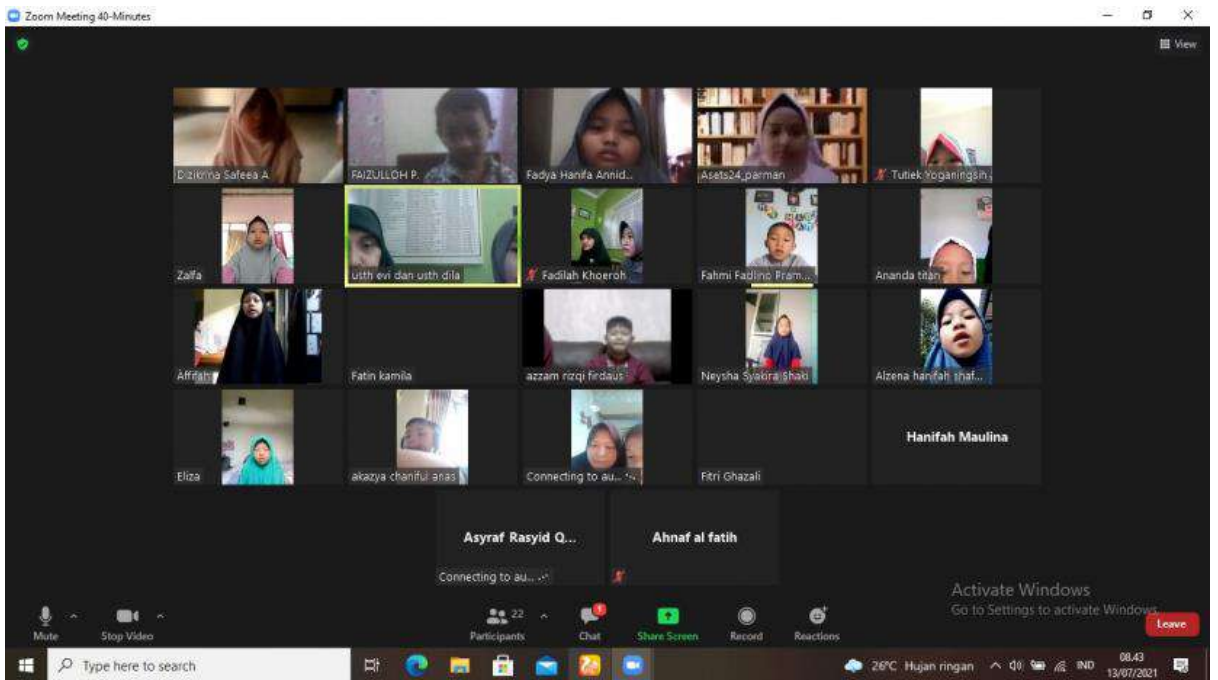 Zoom Meeting 40-Minutes
View
Dzikrina Safeea A
FAIZULLOH P.
Fadya Hanifa Annid...
Asets24_parman
Tutiek Yoganingsih
Zalfa
usth evi dan usth dila
Fadilah Khoeroh
Fahmi Fadlino Pram...
Ananda titan
Àffifah
Fatin kamila
azzam rizqi firdaus
Neysha Syakira Shaki
Alzena hanifah shaf...
Eliza
akazya chaniful anas
Connecting to au...
Fitri Ghazali
Hanifah Maulina
Asyraf Rasyid Q...
Connecting to au...
Ahnaf al fatih
Activate Windows
Go to Settings to activate Windows.
Mute
Stop Video
22
Participants
1
Chat
Share Screen
Record
Reactions
Leave
Type here to search
26°C Hujan ringan
IND
08.43
13/07/2021